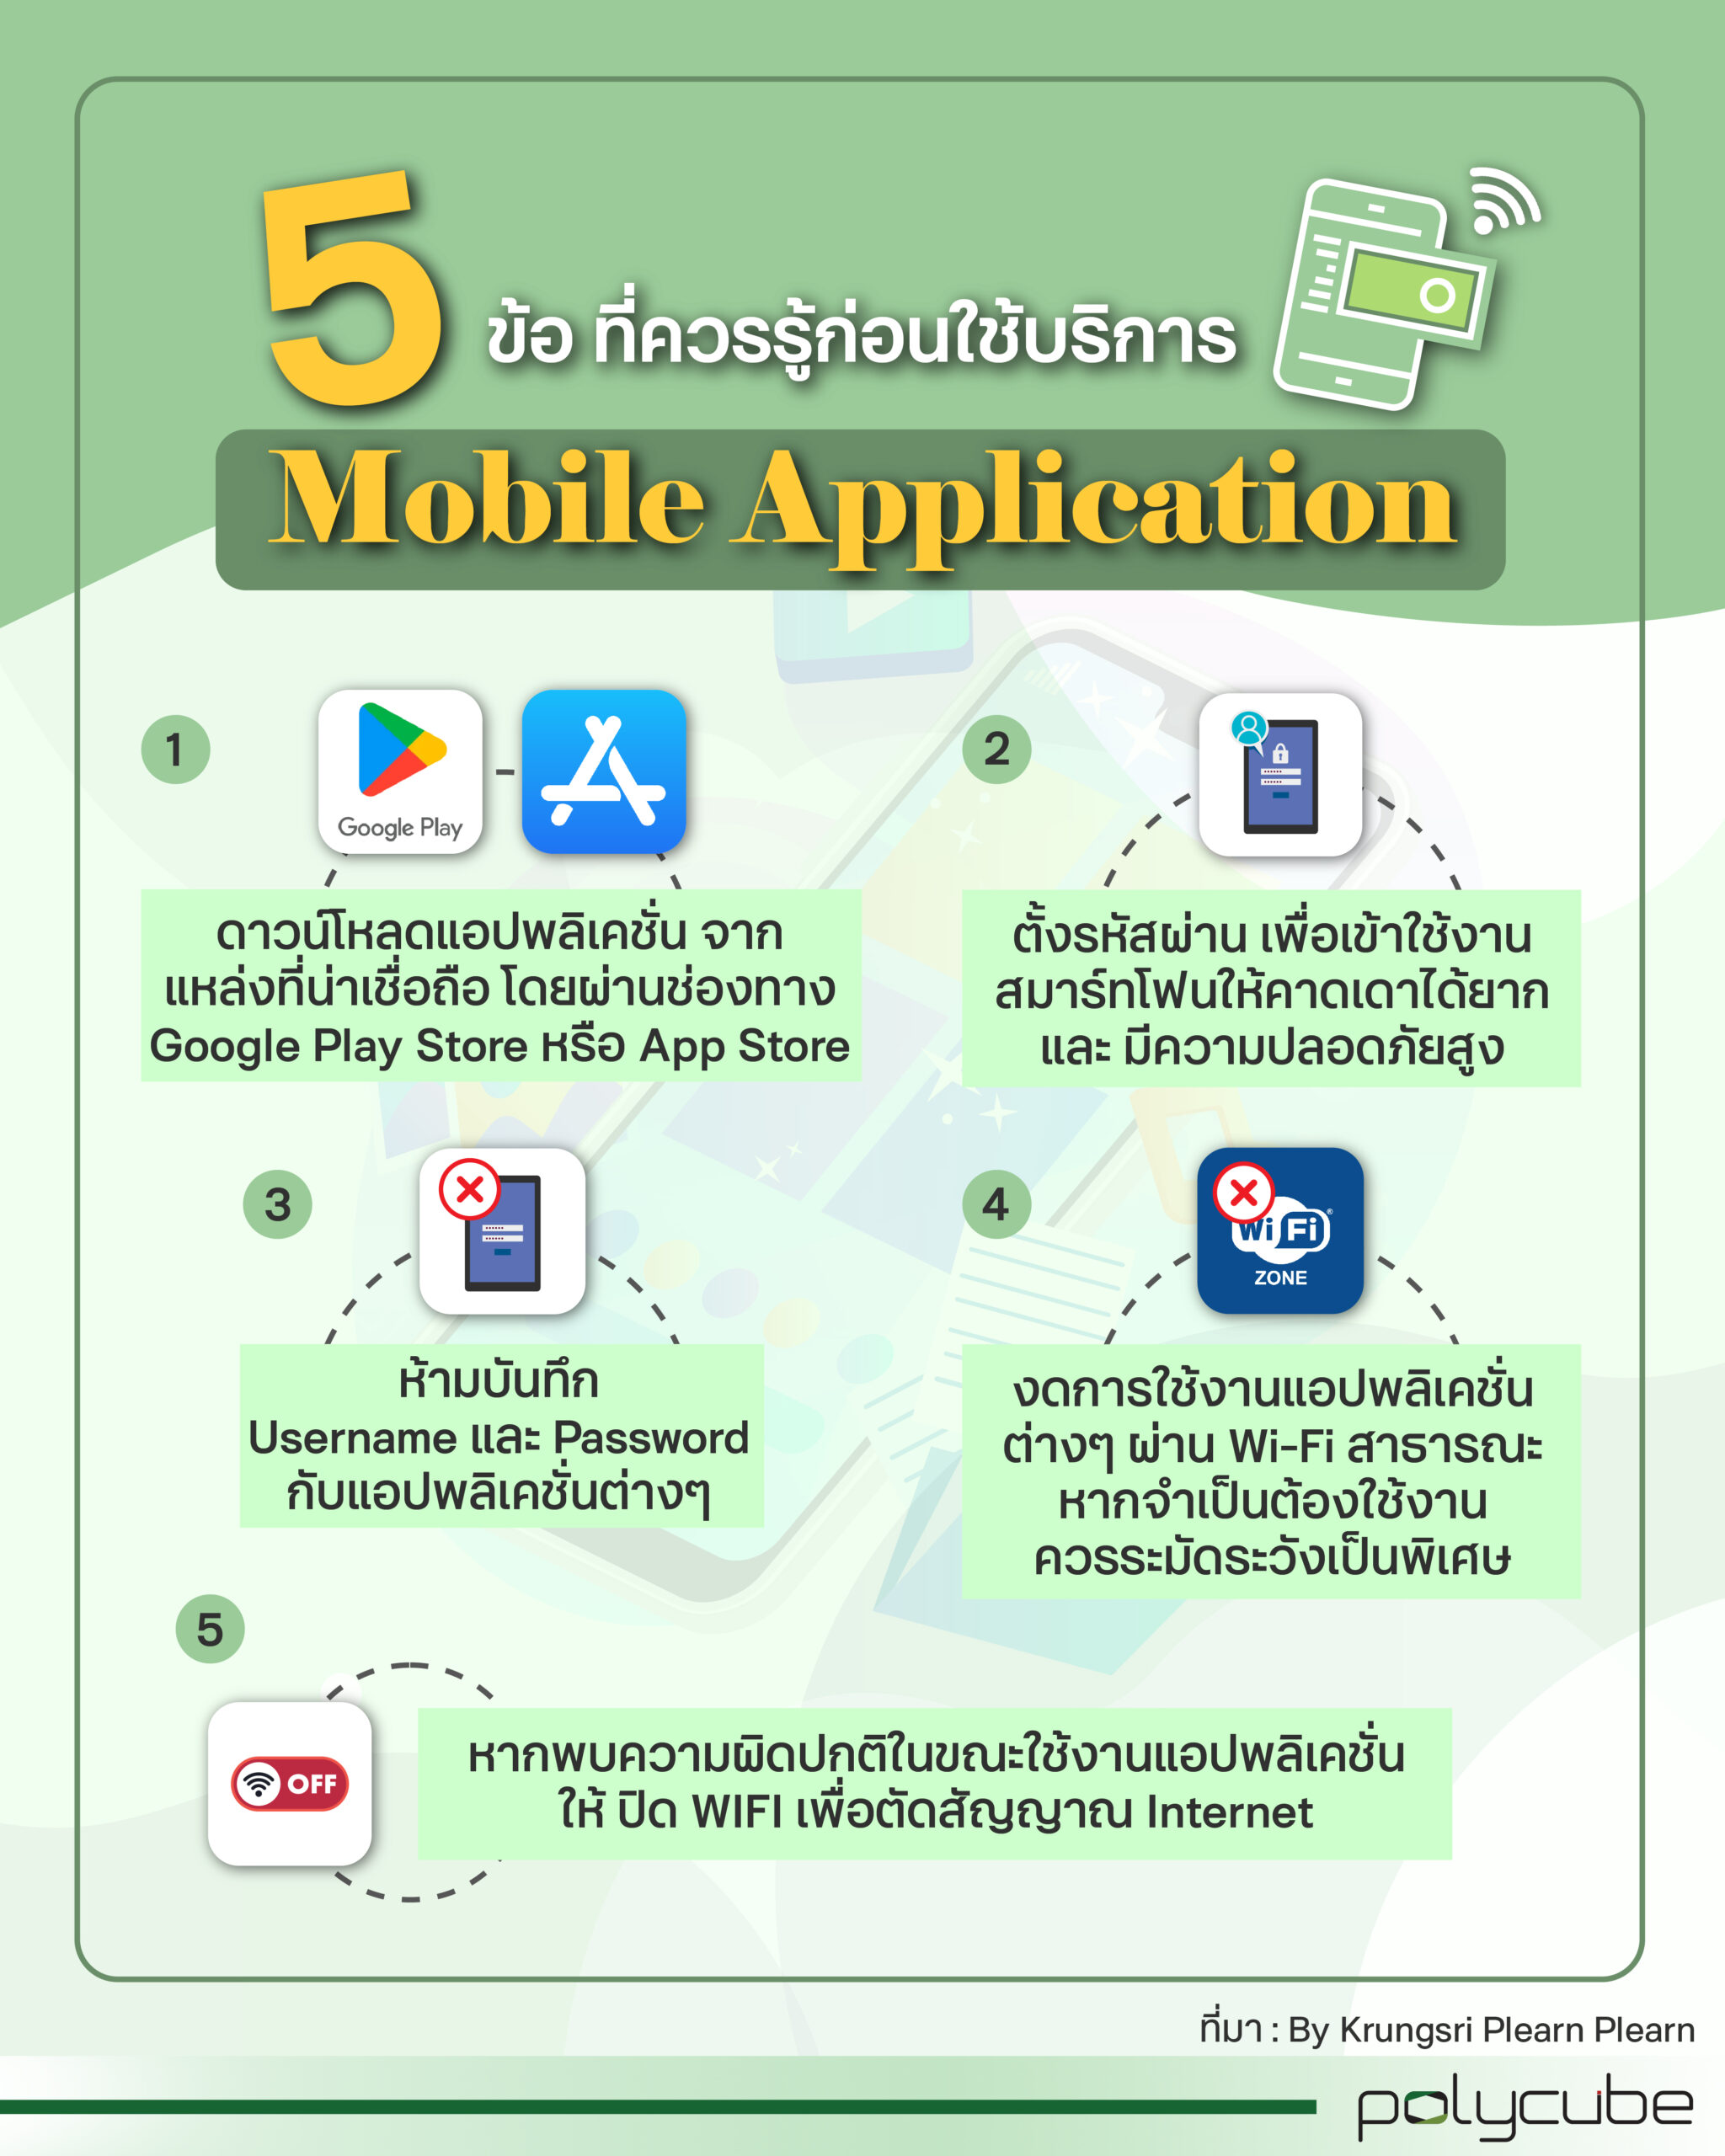 5 ข้อ ที่ควรรู้ก่อนใช้บริการ
Mobile Application
1
Google Play
ดาวน์โหลดแอปพลิเคชั่น จาก
แหล่งที่น่าเชื่อถือ โดยผ่านช่องทาง
Google Play Store หรือ App Store
2
ตั้งรหัสผ่าน เพื่อเข้าใช้งาน
สมาร์ทโฟนให้คาดเดาได้ยาก
และ มีความปลอดภัยสูง
3
ห้ามบันทึก
Username และ Password
กับแอปพลิเคชั่นต่างๆ
4
Wi Fi®
ZONE
งดการใช้งานแอปพลิเคชั่น
ต่างๆ ผ่าน Wi-Fi สาธารณะ
หากจำเป็นต้องใช้งาน
ควรระมัดระวังเป็นพิเศษ
5
OFF
หากพบความผิดปกติในขณะใช้งานแอปพลิเคชั่น
ให้ ปิด WIFI เพื่อตัดสัญญาณ Internet
ที่มา : By Krungsri Plearn Plearn
polycube